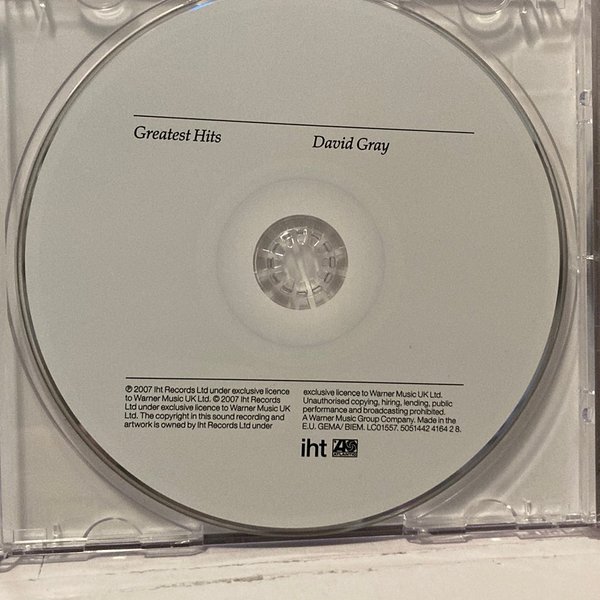 Greatest Hits David Gray
℗ 2007 Iht Records Ltd under exclusive licence
to Warner Music UK Ltd. © 2007 Iht Records
Ltd under exclusive licence to Warner Music UK
Ltd. The copyright in this sound recording and
artwork is owned by Iht Records Ltd under
exclusive licence to Warner Music UK Ltd.
Unauthorised copying, hiring, lending, public
performance and broadcasting prohibited.
A Warner Music Group Company. Made in the
E.U. GEMA/ BIEM. LC01557. 5051442 4164 2 8.
iht
ATLANTIC